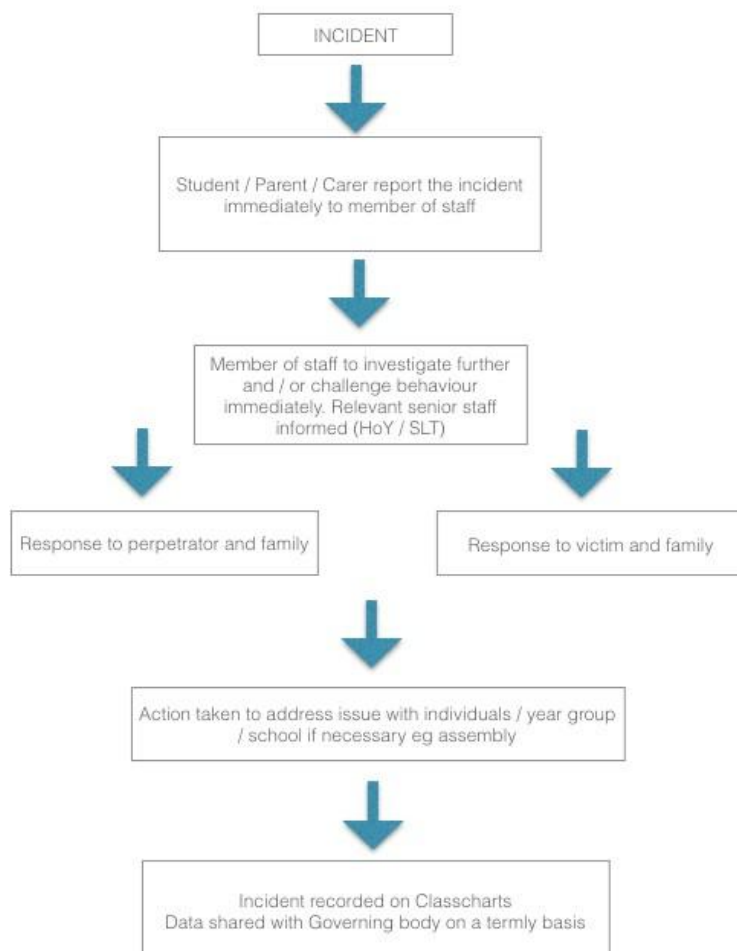 INCIDENT
Student / Parent / Carer report the incident
immediately to member of staff
Member of staff to investigate further
and / or challenge behaviour
immediately. Relevant senior staff
informed (HoY / SLT)
Response to perpetrator and family
Response to victim and family
Action taken to address issue with individuals / year group
/ school if necessary eg assembly
Incident recorded on Classcharts
Data shared with Governing body on a termly basis